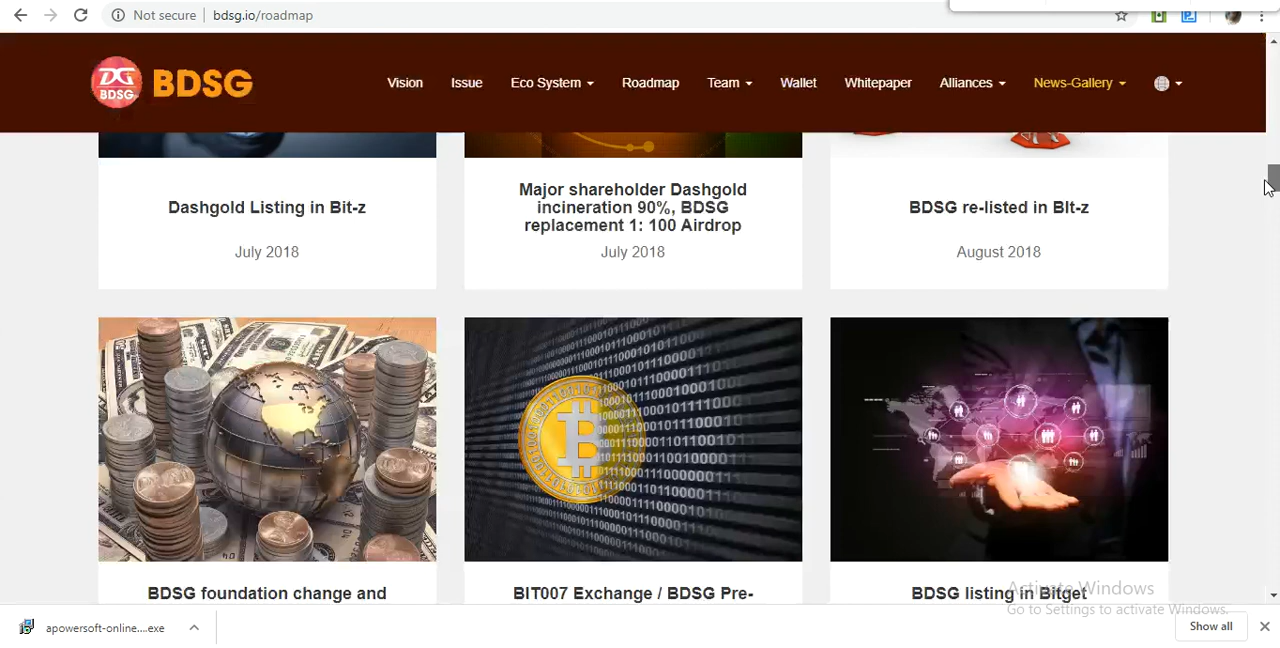 Not secure | bdsg.io/roadmap
DG
BDSG
BDSG
Vision Issue Eco System Roadmap Team Wallet Whitepaper Alliances News-Gallery
Dashgold Listing in Bit-z
July 2018
Major shareholder Dashgold
incineration 90%, BDSG
replacement 1: 100 Airdrop
July 2018
BDSG re-listed in BIt-z
August 2018
BDSG foundation change and
BIT007 Exchange / BDSG Pre-
BDSG listing in Bitget
Activate Windows
Go to Settings to activate Windows.
apowersoft-online....exe
Show all